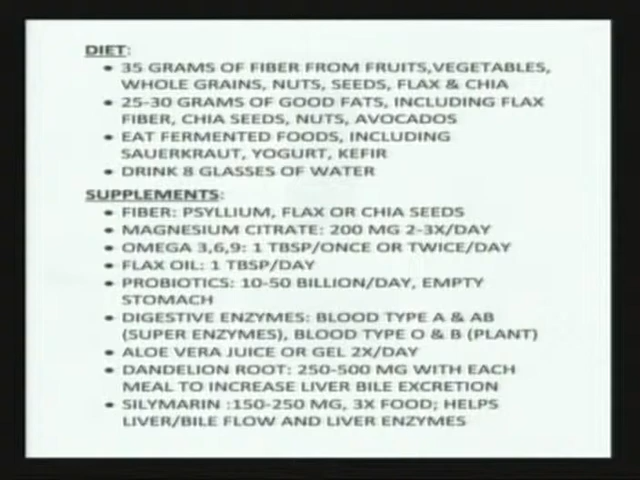 DIET:
• 35 GRAMS OF FIBER FROM FRUITS,VEGETABLES,
WHOLE GRAINS, NUTS, SEEDS, FLAX & CHIA
• 25-30 GRAMS OF GOOD FATS, INCLUDING FLAX
FIBER, CHIA SEEDS, NUTS, AVOCADOS
• EAT FERMENTED FOODS, INCLUDING
SAUERKRAUT, YOGURT, KEFIR
• DRINK 8 GLASSES OF WATER
SUPPLEMENTS:
• FIBER: PSYLLIUM, FLAX OR CHIA SEEDS
• MAGNESIUM CITRATE: 200 MG 2-3X/DAY
• OMEGA 3,6,9: 1 TBSP/ONCE OR TWICE/DAY
• FLAX OIL: 1 TBSP/DAY
• PROBIOTICS: 10-50 BILLION/DAY, EMPTY
STOMACH
• DIGESTIVE ENZYMES: BLOOD TYPE A & AB
(SUPER ENZYMES), BLOOD TYPE O & B (PLANT)
• ALOE VERA JUICE OR GEL 2X/DAY
• DANDELION ROOT: 250-500 MG WITH EACH
MEAL TO INCREASE LIVER BILE EXCRETION
• SILYMARIN :150-250 MG, 3X FOOD; HELPS
LIVER/BILE FLOW AND LIVER ENZYMES